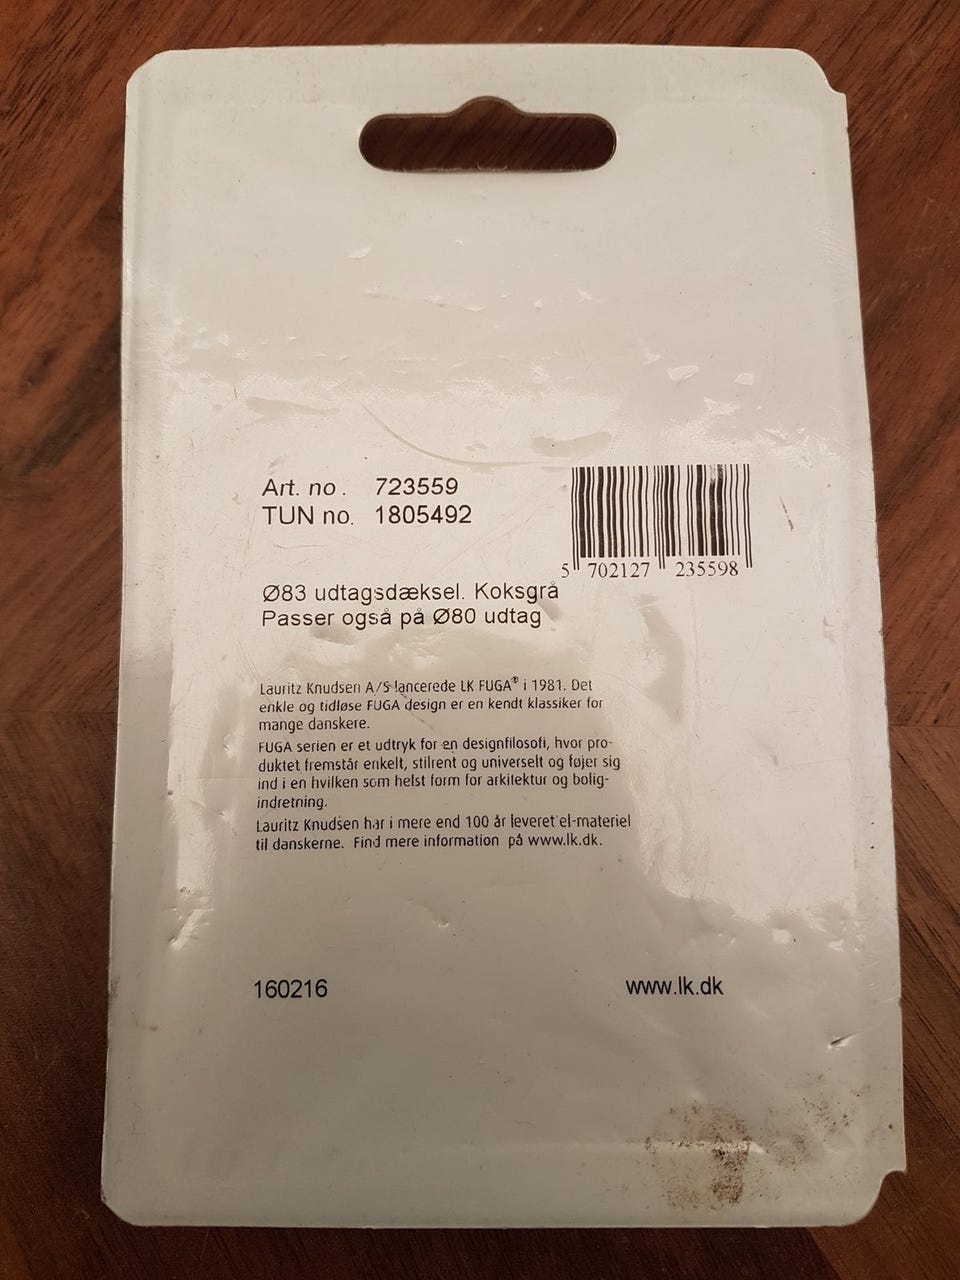 Art. no. 723559
TUN no. 1805492
5 702127 235598
Ø83 udtagsdæksel. Koksgrå
Passer også på Ø80 udtag
Lauritz Knudsen A/S lancerede LK FUGA® i 1981. Det
enkle og tidløse FUGA design er en kendt klassiker for
mange danskere.
FUGA serien er et udtryk for en designfilosofi, hvor pro-
duktet fremstår enkelt, stilrent og universelt og føjer sig
ind i en hvilken som helst form for arkitektur og bolig-
indretning.
Lauritz Knudsen har i mere end 100 år leveret el-materiel
til danskerne. Find mere information på www.lk.dk.
160216
www.lk.dk